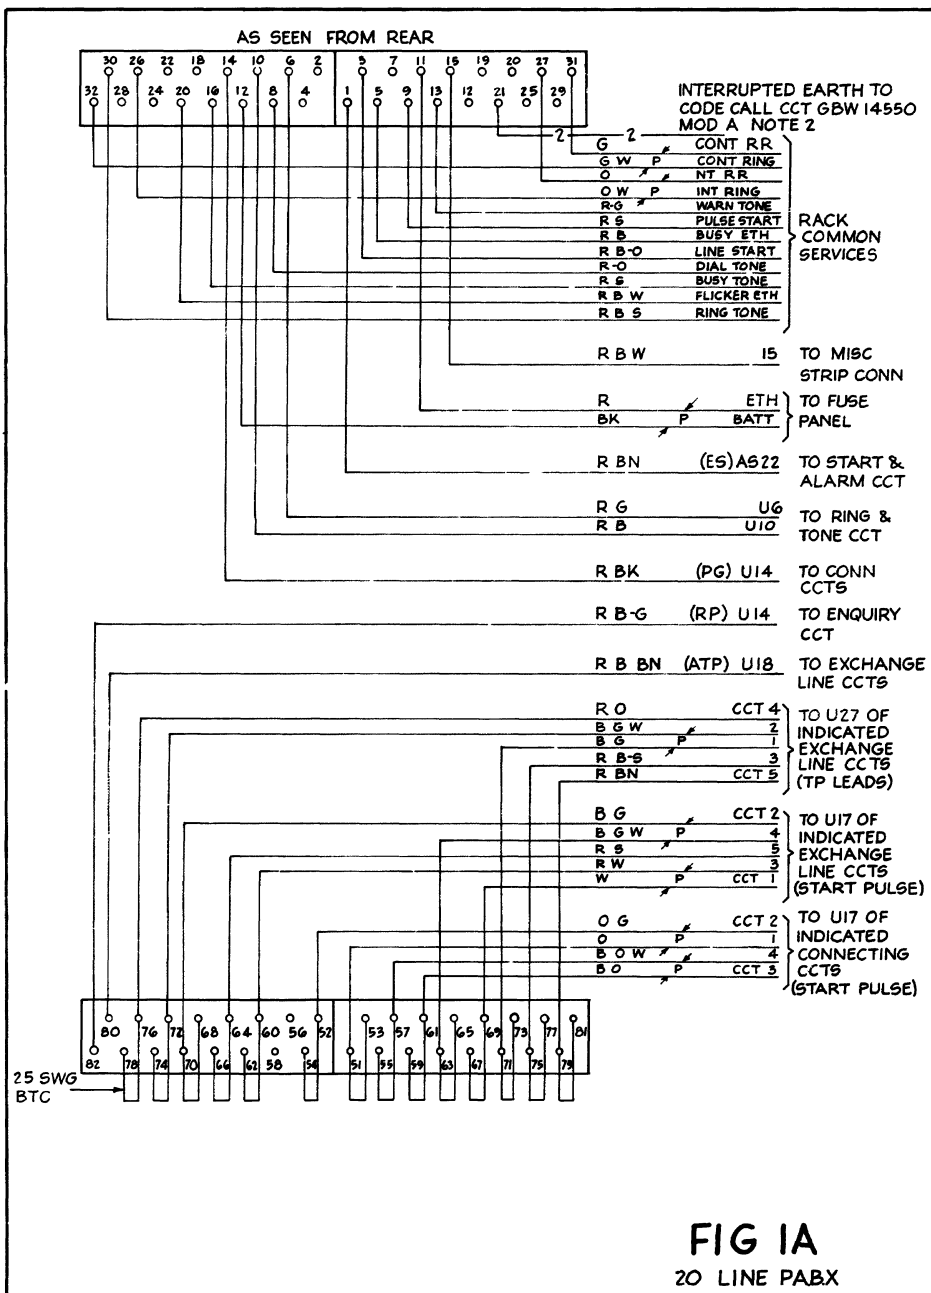 AS SEEN FROM REAR
30 26 22 18 14 10 6 2 3 7 11 15 19 20 27 31
32 28 24 20 16 12 8 4 1 5 9 13 12 21 25 29
INTERRUPTED EARTH TO
CODE CALL CCT GBW 14550
MOD A NOTE 2
2 2
G CONT RR
G W P CONT RING
O NT RR
O W P INT RING
R-G WARN TONE
R S PULSE START
R B BUSY ETH
R B-O LINE START
R-O DIAL TONE
R S BUSY TONE
R B W FLICKER ETH
R B S RING TONE
RACK
COMMON
SERVICES
R B W 15 TO MISC
STRIP CONN
R ETH TO FUSE
BK P BATT PANEL
R BN (ES) AS22 TO START &
ALARM CCT
R G U6 TO RING &
R B U10 TONE CCT
R BK (PG) U14 TO CONN
CCTS
R B-G (RP) U14 TO ENQUIRY
CCT
R B BN (ATP) U18 TO EXCHANGE
LINE CCTS
R O CCT 4
B G W 2
B G P 1
R B-S 3
R BN CCT 5
TO U27 OF
INDICATED
EXCHANGE
LINE CCTS
(TP LEADS)
B G CCT 2
B G W P 4
R S 5
R W 3
W P CCT 1
TO U17 OF
INDICATED
EXCHANGE
LINE CCTS
(START PULSE)
O G CCT 2
O P 1
B O W 4
B O P CCT 3
TO U17 OF
INDICATED
CONNECTING
CCTS
(START PULSE)
80 76 72 68 64 60 56 52 53 57 61 65 69 73 77 81
82 78 74 70 66 62 58 54 51 55 59 63 67 71 75 79
25 SWG
BTC
FIG 1A
20 LINE PABX